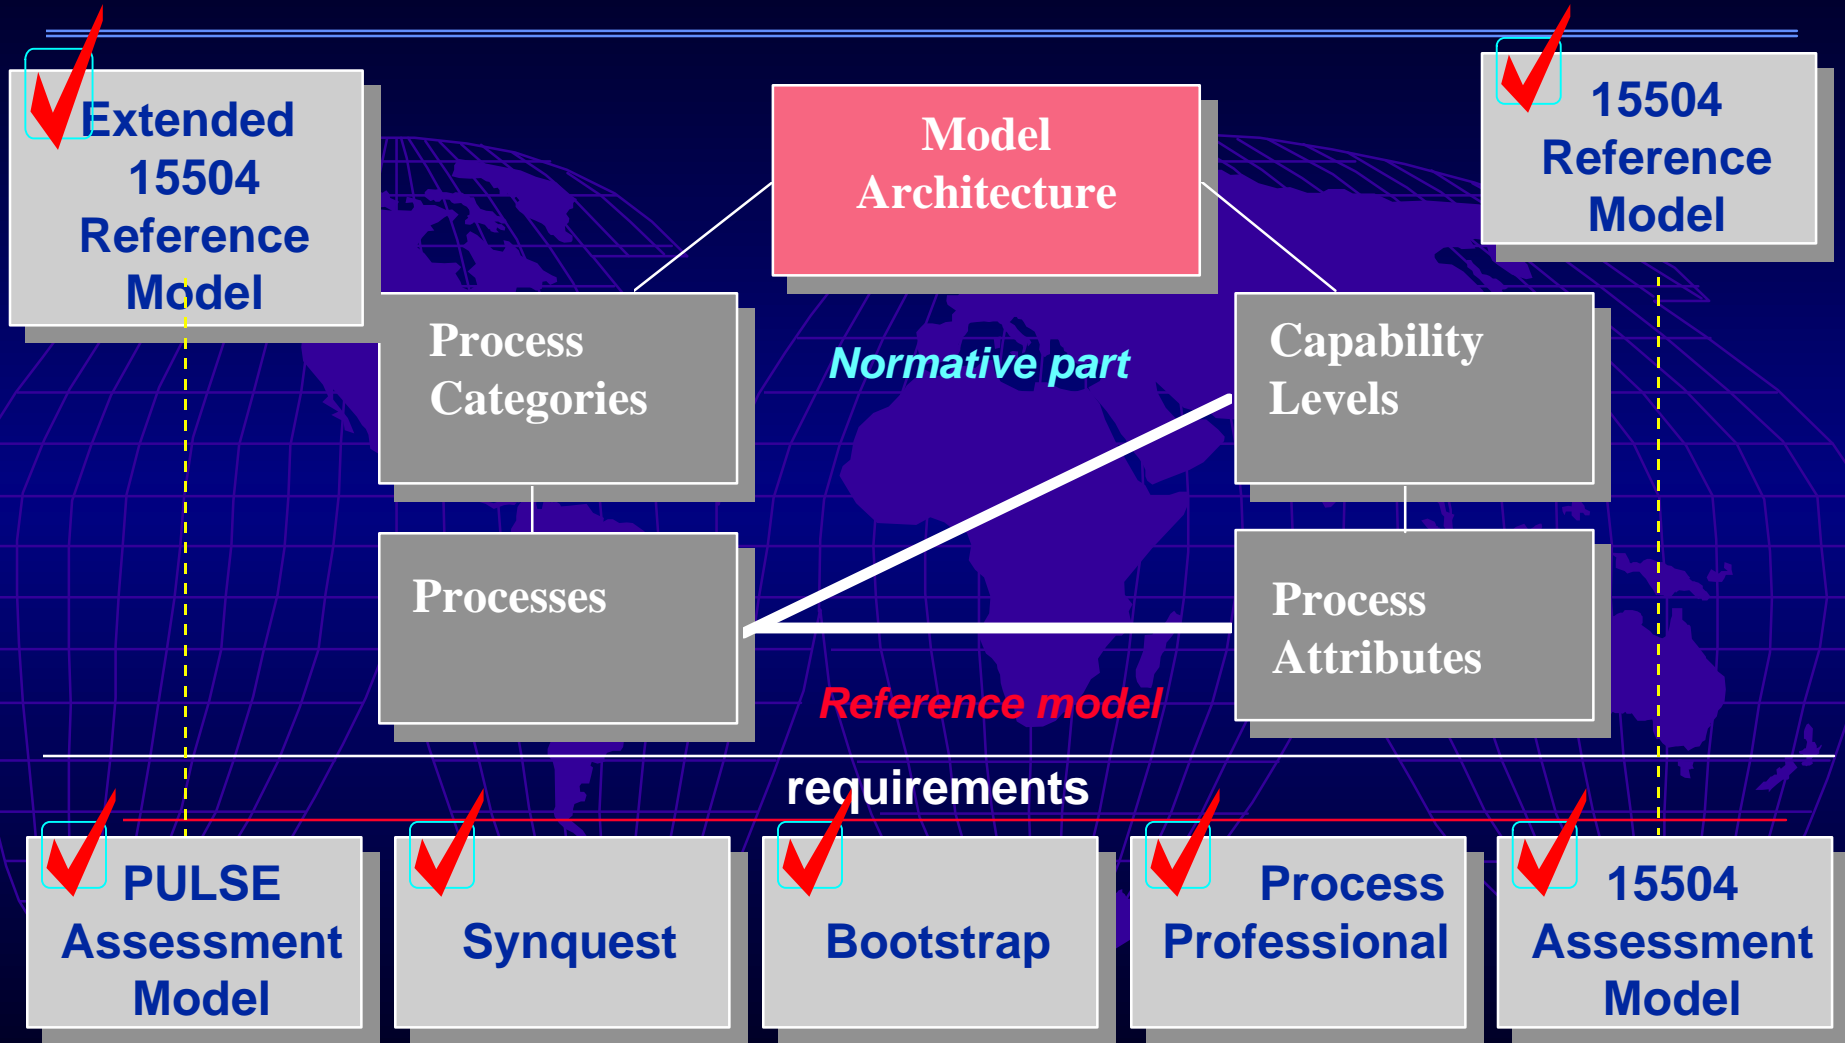 Extended
15504
Reference
Model
Model
Architecture
15504
Reference
Model
Process
Categories
Normative part
Capability
Levels
Processes
Process
Attributes
Reference model
requirements
PULSE
Assessment
Model
Synquest
Bootstrap
Process
Professional
15504
Assessment
Model